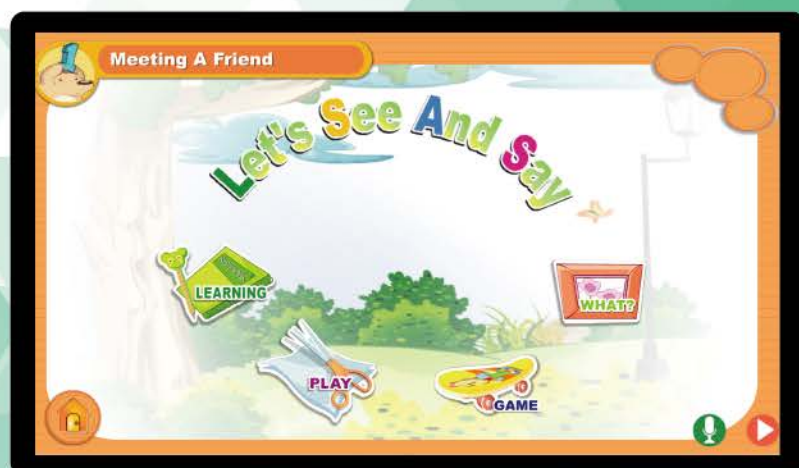 1
Meeting A Friend
Let's See And Say
LEARNING
WHAT?
PLAY
GAME